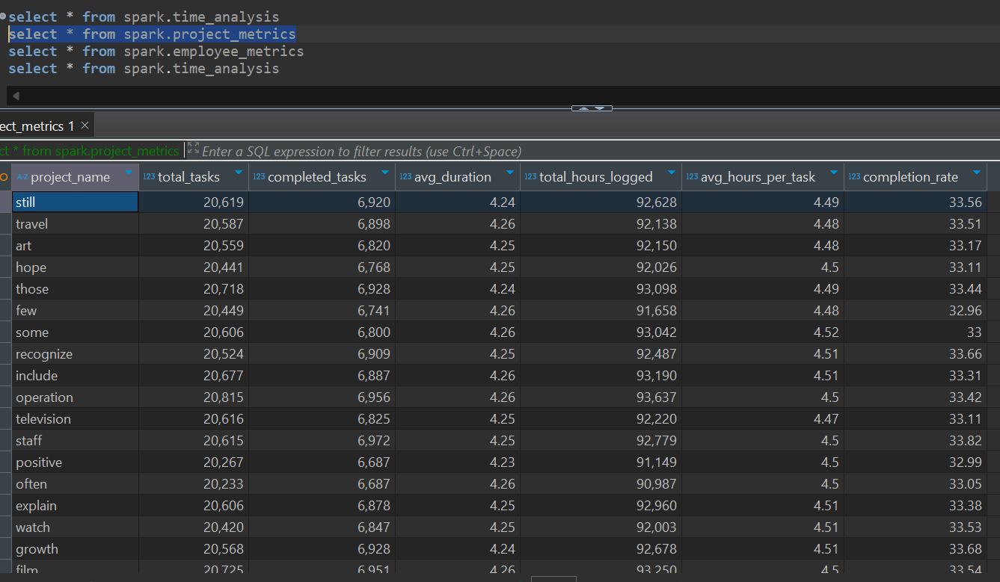 select * from spark.time_analysis
select * from spark.project_metrics
select * from spark.employee_metrics
select * from spark.time_analysis
ect_metrics 1 ×
ct * from spark.project_metrics Enter a SQL expression to filter results (use Ctrl+Space)
A-Z project_name 123 total_tasks 123 completed_tasks 123 avg_duration 123 total_hours_logged 123 avg_hours_per_task 123 completion_rate
still 20,619 6,920 4.24 92,628 4.49 33.56
travel 20,587 6,898 4.26 92,138 4.48 33.51
art 20,559 6,820 4.25 92,150 4.48 33.17
hope 20,441 6,768 4.25 92,026 4.5 33.11
those 20,718 6,928 4.24 93,098 4.49 33.44
few 20,449 6,741 4.26 91,658 4.48 32.96
some 20,606 6,800 4.26 93,042 4.52 33
recognize 20,524 6,909 4.25 92,487 4.51 33.66
include 20,677 6,887 4.26 93,190 4.51 33.31
operation 20,815 6,956 4.26 93,637 4.5 33.42
television 20,616 6,825 4.25 92,220 4.47 33.11
staff 20,615 6,972 4.25 92,779 4.5 33.82
positive 20,267 6,687 4.23 91,149 4.5 32.99
often 20,233 6,687 4.26 90,987 4.5 33.05
explain 20,606 6,878 4.25 92,960 4.51 33.38
watch 20,420 6,847 4.25 92,003 4.51 33.53
growth 20,568 6,928 4.24 92,678 4.51 33.68
film 20,725 6,951 4.26 93,250 4.5 33.54